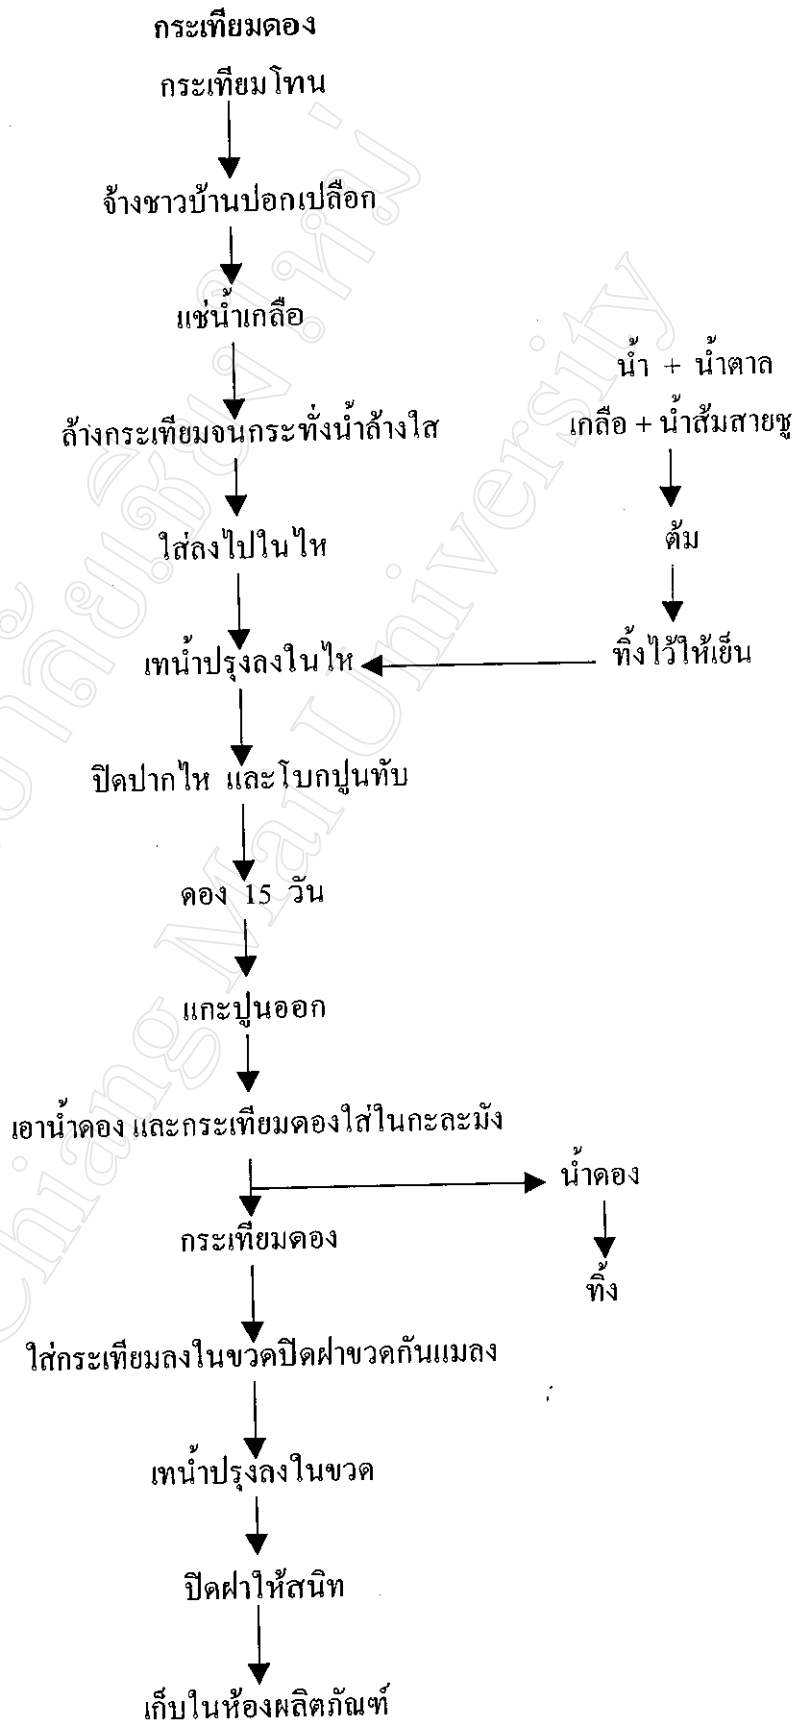 กระเทียมดอง
กระเทียมโทน
จ้างชาวบ้านปอกเปลือก
แช่น้ำเกลือ
น้ำ + น้ำตาล
เกลือ + น้ำส้มสายชู
ล้างกระเทียมจนกระทั่งน้ำล้างใส
ต้ม
ใส่ลงไปในไห
ทิ้งไว้ให้เย็น
เทน้ำปรุงลงในไห
ปิดปากไห และโบกปูนทับ
ดอง 15 วัน
แกะปูนออก
เอาน้ำดอง และกระเทียมดองใส่ในกะละมัง
น้ำดอง
กระเทียมดอง
ทิ้ง
ใส่กระเทียมลงในขวดปิดฝาขวดกันแมลง
เทน้ำปรุงลงในขวด
ปิดฝาให้สนิท
เก็บในห้องผลิตภัณฑ์
าลัยเชียงใหม่
Chiang Mai University